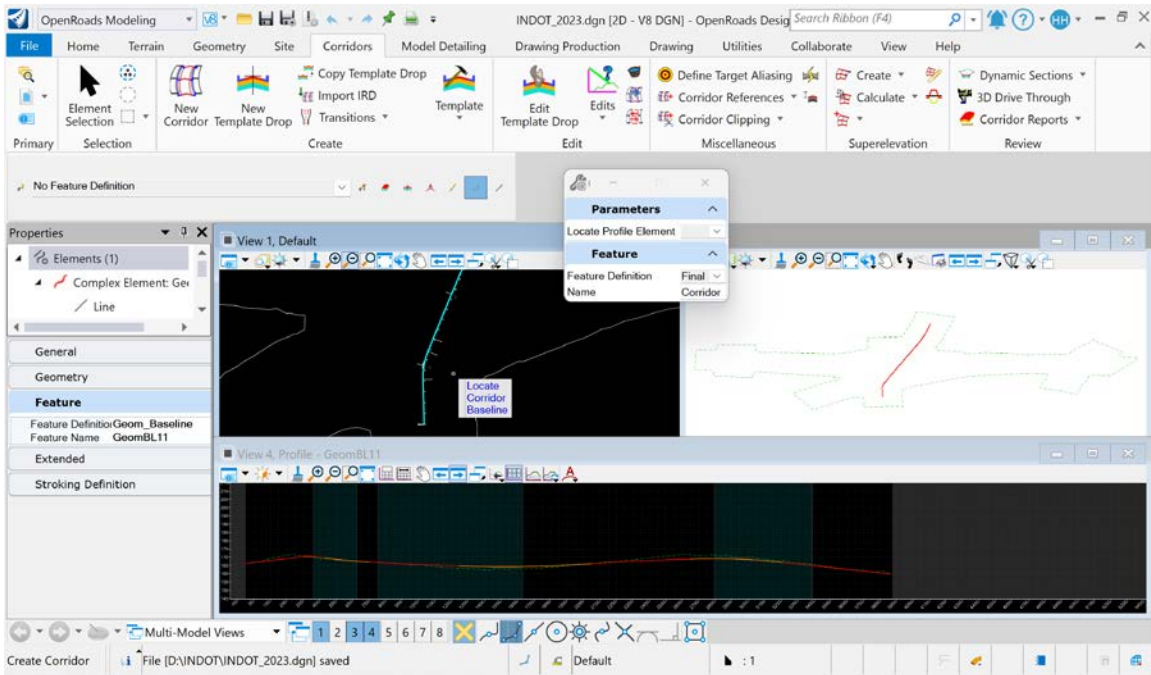 OpenRoads Modeling
INDOT_2023.dgn [2D - V8 DGN] - OpenRoads Desig
Search Ribbon (F4)
HH
File Home Terrain Geometry Site Corridors Model Detailing Drawing Production Drawing Utilities Collaborate View Help
Element Selection
New Corridor
New Template Drop
Copy Template Drop
Import IRD
Transitions
Template
Edit Template Drop
Edits
Define Target Aliasing
Corridor References
Corridor Clipping
Create
Calculate
Dynamic Sections
3D Drive Through
Corridor Reports
Primary Selection Create Edit Miscellaneous Superelevation Review
No Feature Definition
Parameters
Locate Profile Element
Feature
Feature Definition Final
Name Corridor
Properties
Elements (1)
Complex Element: Geo
Line
General
Geometry
Feature
Feature Definition Geom_Baseline
Feature Name GeomBL11
Extended
Stroking Definition
View 1, Default
Locate
Corridor
Baseline
View 4, Profile - GeomBL11
Multi-Model Views
1 2 3 4 5 6 7 8
Create Corridor
File [D:\INDOT\INDOT_2023.dgn] saved
Default
: 1